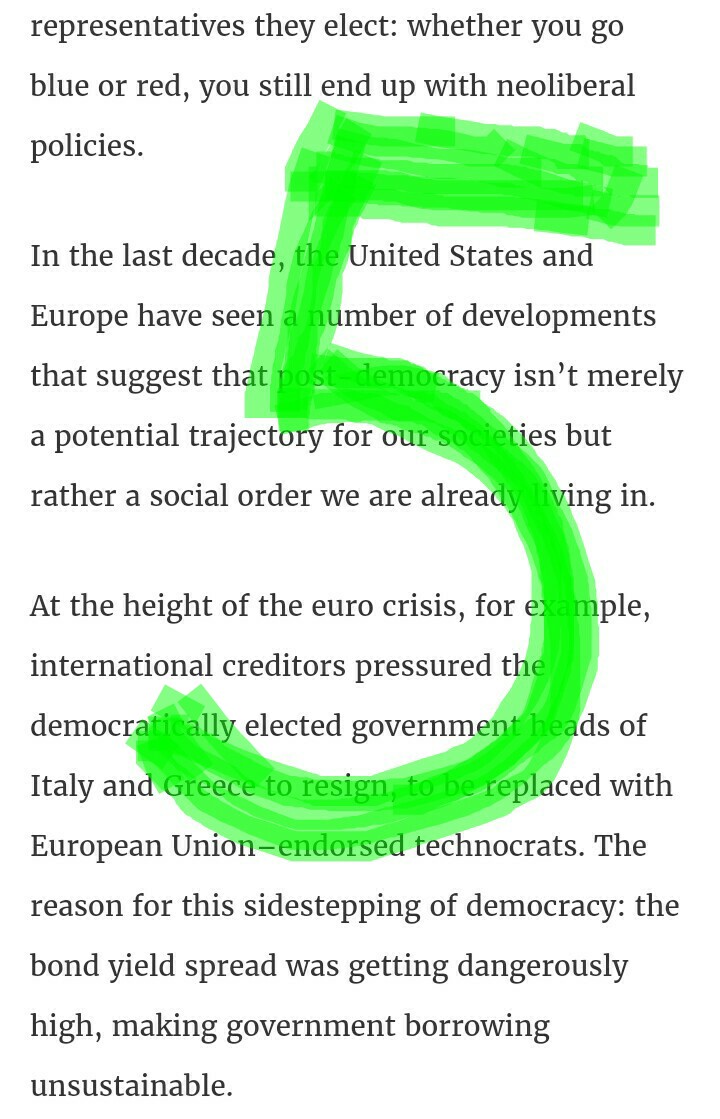 representatives they elect: whether you go
blue or red, you still end up with neoliberal
policies.
In the last decade, the United States and
Europe have seen a number of developments
that suggest that post-democracy isn’t merely
a potential trajectory for our societies but
rather a social order we are already living in.
At the height of the euro crisis, for example,
international creditors pressured the
democratically elected government heads of
Italy and Greece to resign, to be replaced with
European Union–endorsed technocrats. The
reason for this sidestepping of democracy: the
bond yield spread was getting dangerously
high, making government borrowing
unsustainable.
5